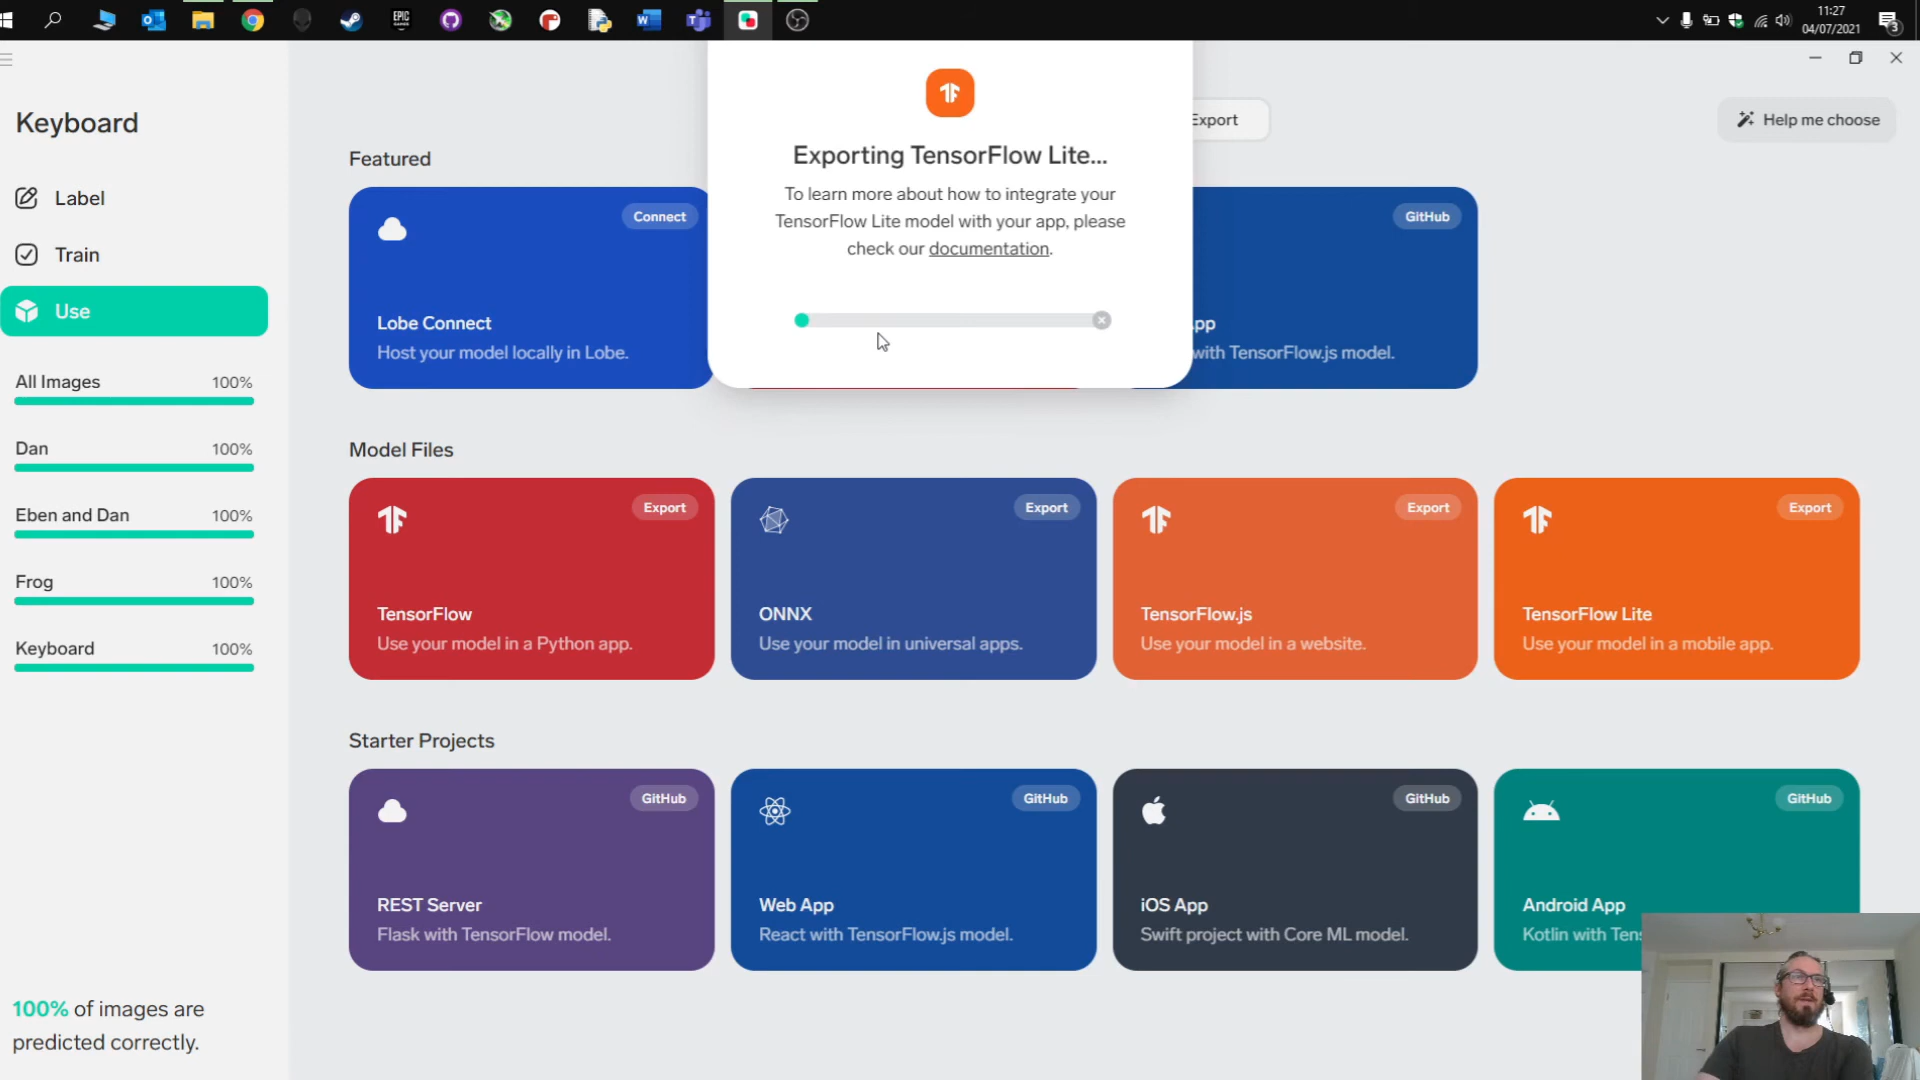 11:27
04/07/2021
3
EPIC
GAMES
Keyboard
Label
Train
Use
All Images 100%
Dan 100%
Eben and Dan 100%
Frog 100%
Keyboard 100%
100% of images are
predicted correctly.
Export
Help me choose
Exporting TensorFlow Lite...
To learn more about how to integrate your
TensorFlow Lite model with your app, please
check our documentation.
Featured
Connect
Lobe Connect
Host your model locally in Lobe.
GitHub
pp
with TensorFlow.js model.
Model Files
Export
TensorFlow
Use your model in a Python app.
Export
ONNX
Use your model in universal apps.
Export
TensorFlow.js
Use your model in a website.
Export
TensorFlow Lite
Use your model in a mobile app.
Starter Projects
GitHub
REST Server
Flask with TensorFlow model.
GitHub
Web App
React with TensorFlow.js model.
GitHub
iOS App
Swift project with Core ML model.
GitHub
Android App
Kotlin with Ten